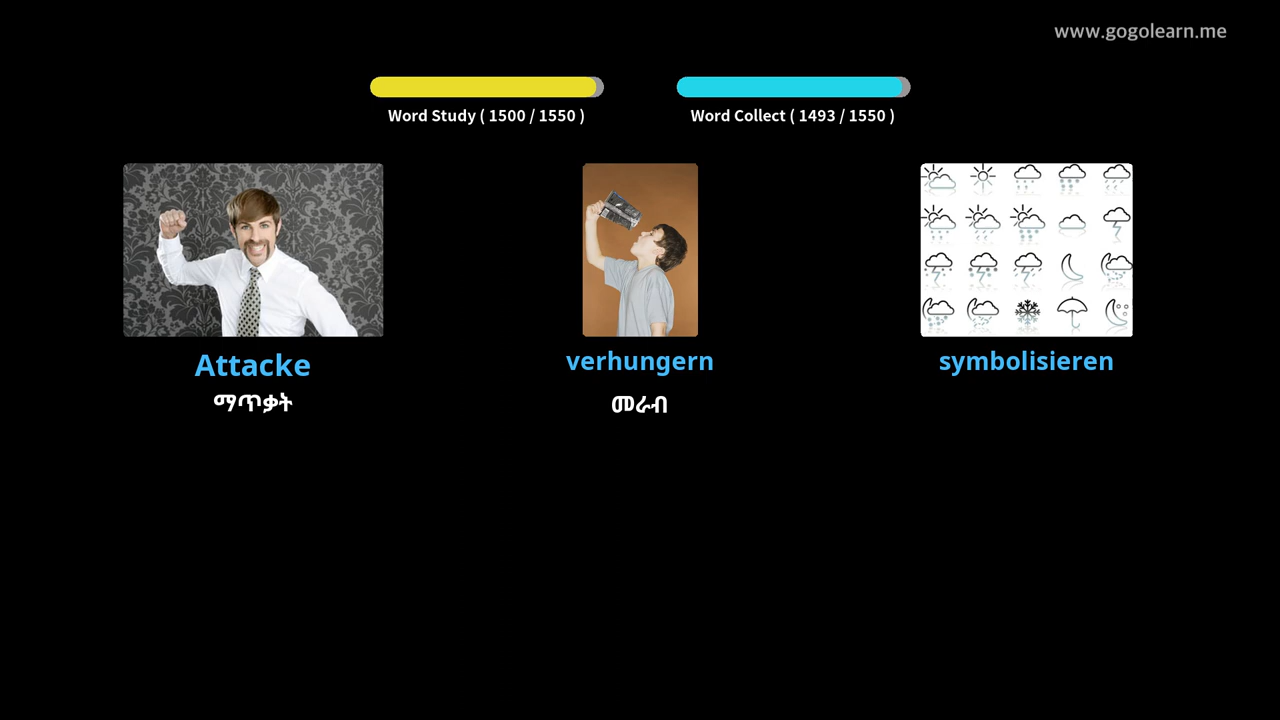 www.gogolearn.me
Word Study ( 1500 / 1550 )
Word Collect ( 1493 / 1550 )
Attacke
ማጥቃት
verhungern
መራብ
symbolisieren